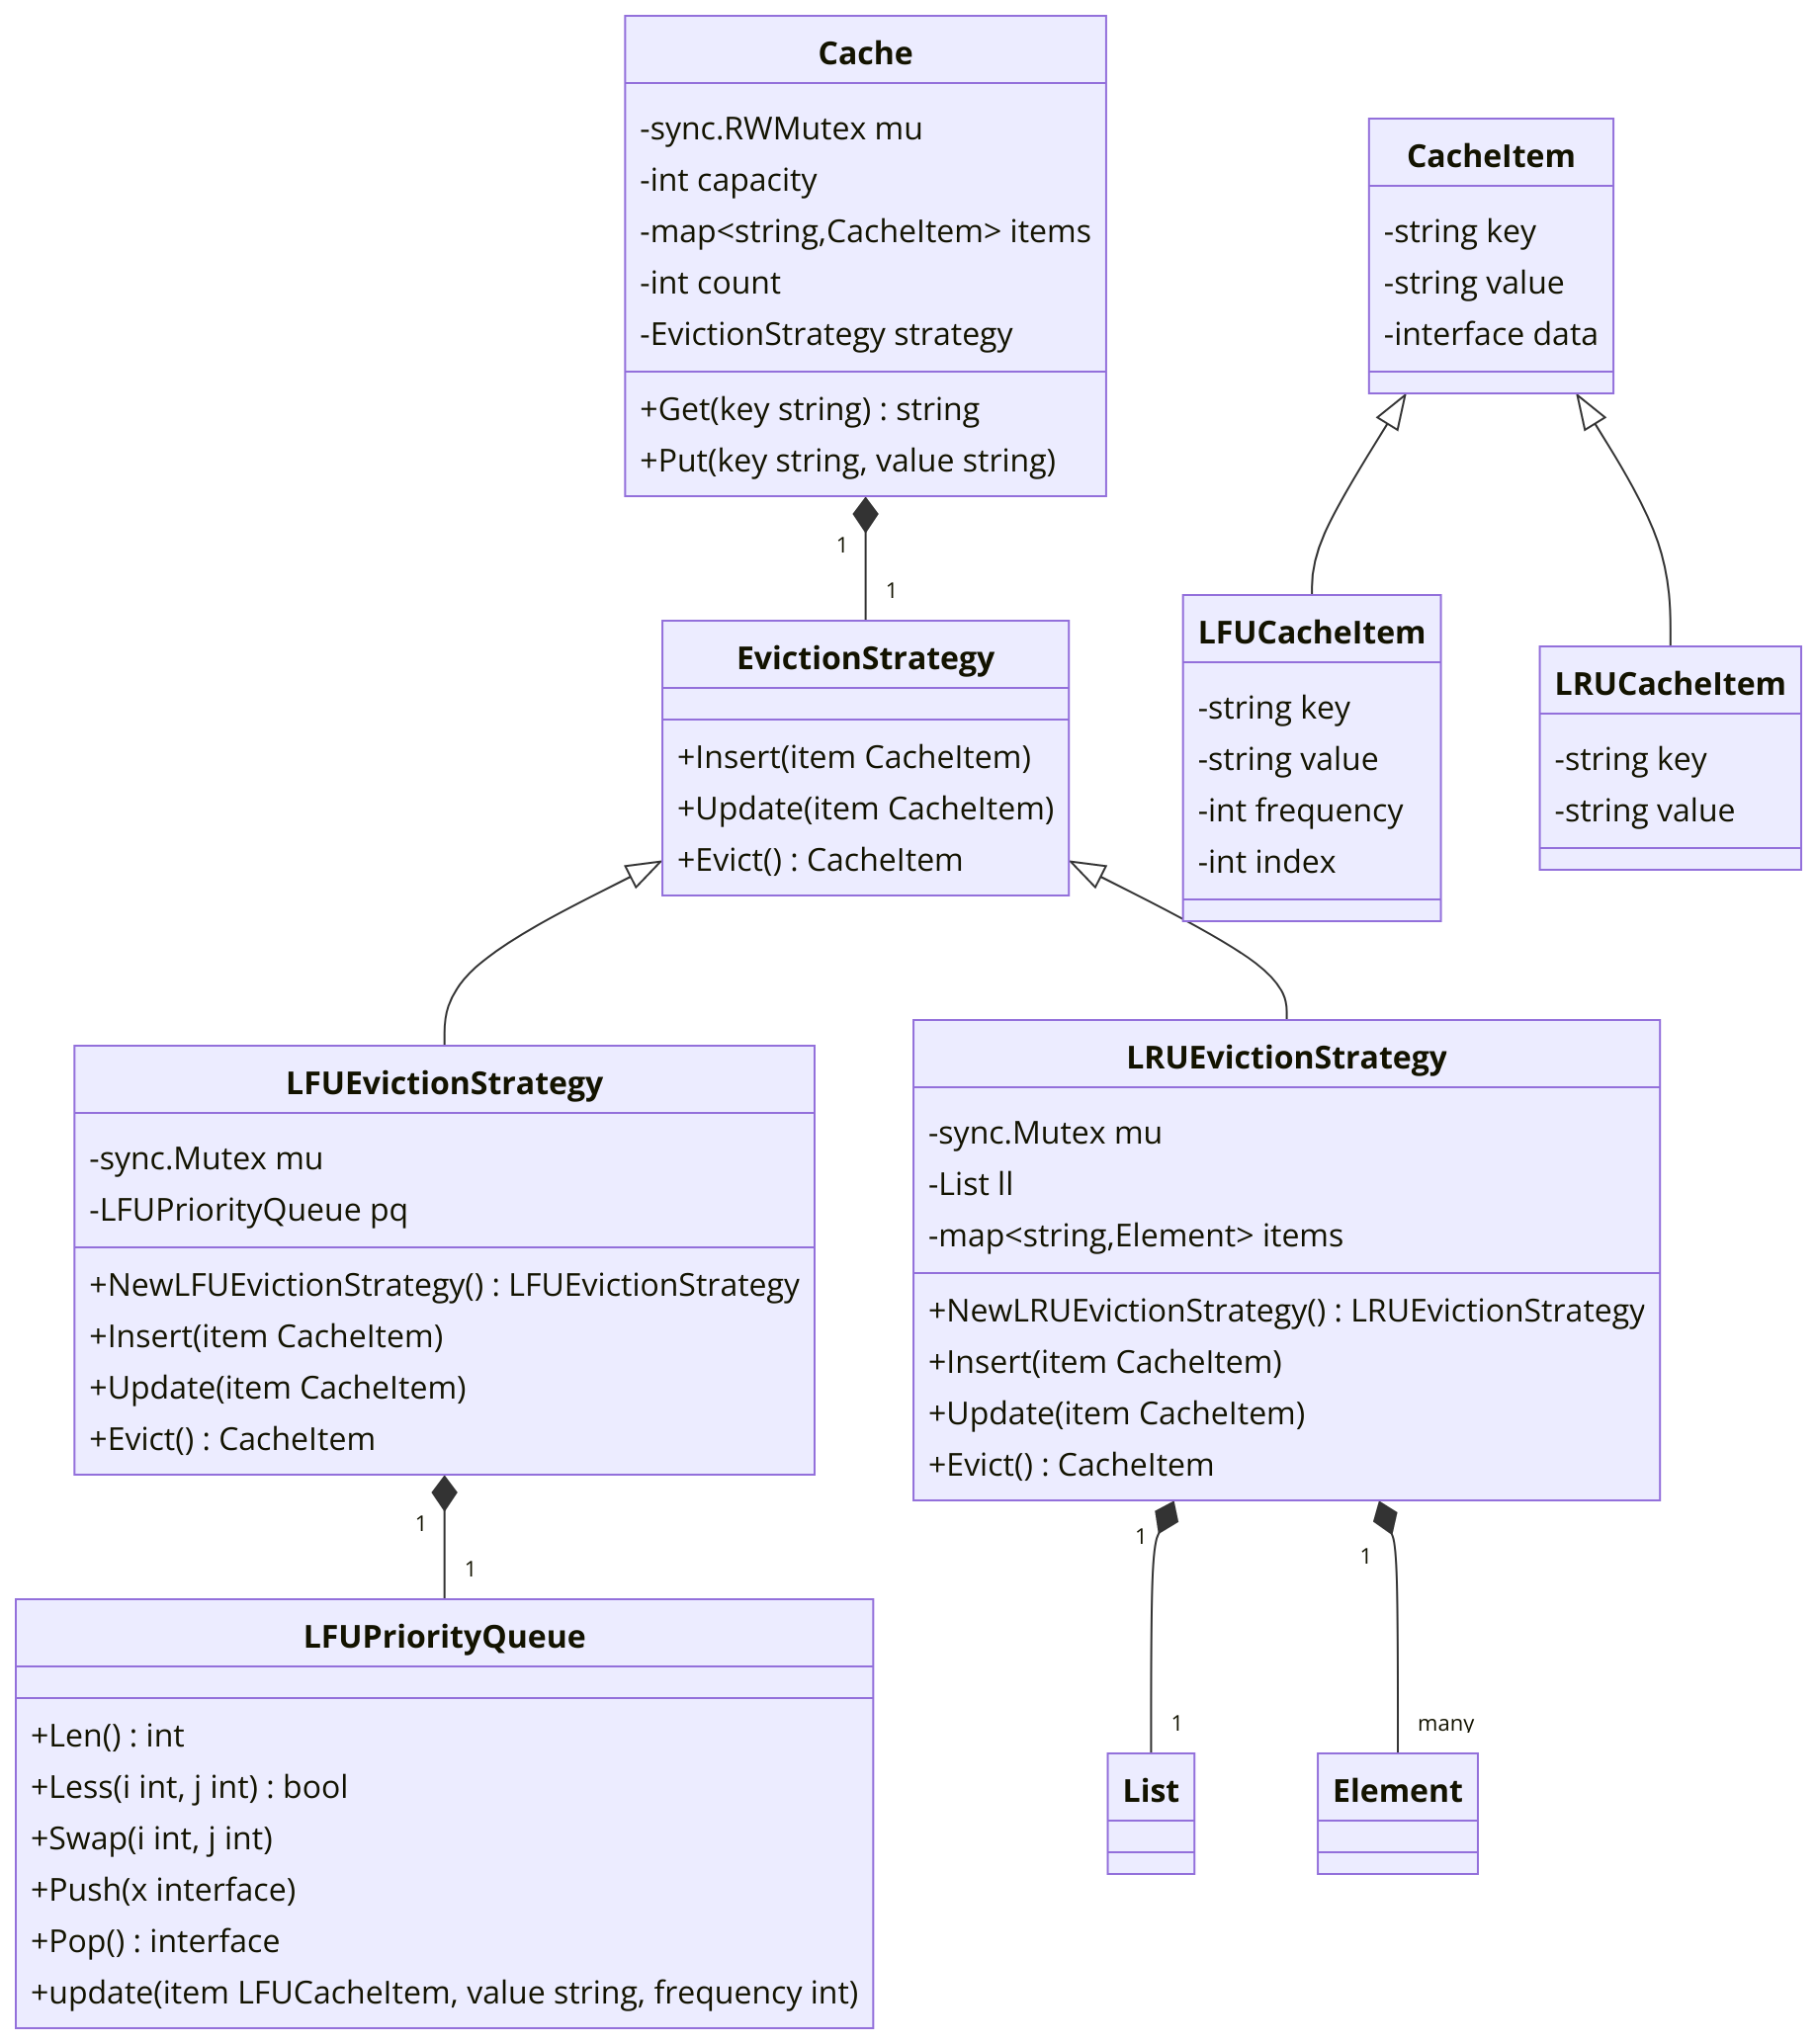 Cache
-sync.RWMutex mu
-int capacity
-map<string,CacheItem> items
-int count
-EvictionStrategy strategy
+Get(key string) : string
+Put(key string, value string)
1
1
CacheItem
-string key
-string value
-interface data
EvictionStrategy
+Insert(item CacheItem)
+Update(item CacheItem)
+Evict() : CacheItem
LFUCacheItem
-string key
-string value
-int frequency
-int index
LRUCacheItem
-string key
-string value
LFUEvictionStrategy
-sync.Mutex mu
-LFUPriorityQueue pq
+NewLFUEvictionStrategy() : LFUEvictionStrategy
+Insert(item CacheItem)
+Update(item CacheItem)
+Evict() : CacheItem
1
1
LRUEvictionStrategy
-sync.Mutex mu
-List ll
-map<string,Element> items
+NewLRUEvictionStrategy() : LRUEvictionStrategy
+Insert(item CacheItem)
+Update(item CacheItem)
+Evict() : CacheItem
1
1
1
many
LFUPriorityQueue
+Len() : int
+Less(i int, j int) : bool
+Swap(i int, j int)
+Push(x interface)
+Pop() : interface
+update(item LFUCacheItem, value string, frequency int)
List
Element